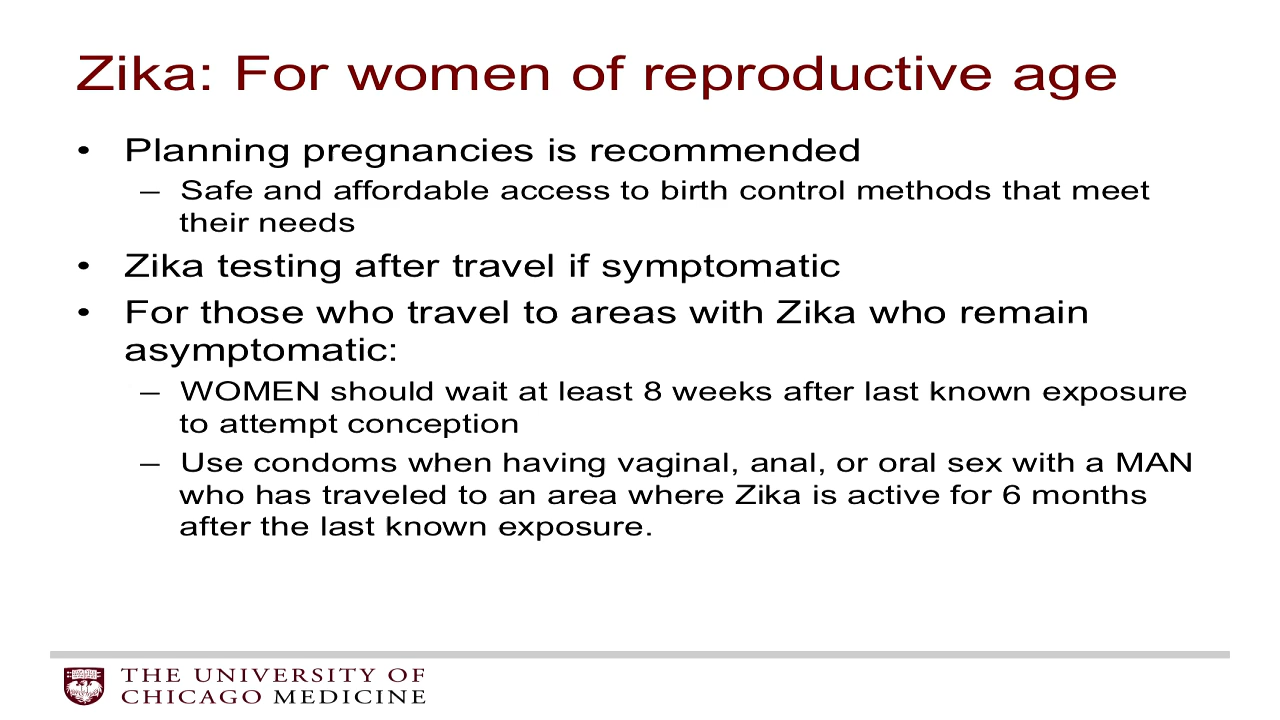 Zika: For women of reproductive age
• Planning pregnancies is recommended
– Safe and affordable access to birth control methods that meet
their needs
• Zika testing after travel if symptomatic
• For those who travel to areas with Zika who remain
asymptomatic:
– WOMEN should wait at least 8 weeks after last known exposure
to attempt conception
– Use condoms when having vaginal, anal, or oral sex with a MAN
who has traveled to an area where Zika is active for 6 months
after the last known exposure.
THE UNIVERSITY OF
CHICAGO MEDICINE